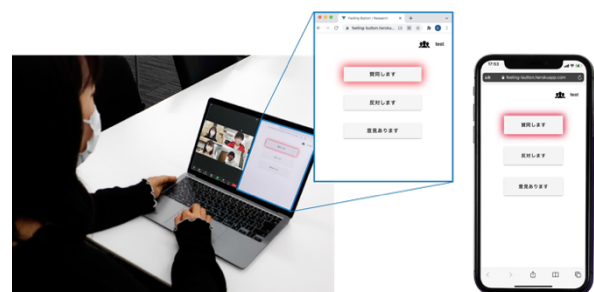 Feeling Button | Research
feeling-button.herokuapp.com
test
賛同します
反対します
意見あります
17:53
feeling-button.herokuapp.com
test
賛同します
反対します
意見あります